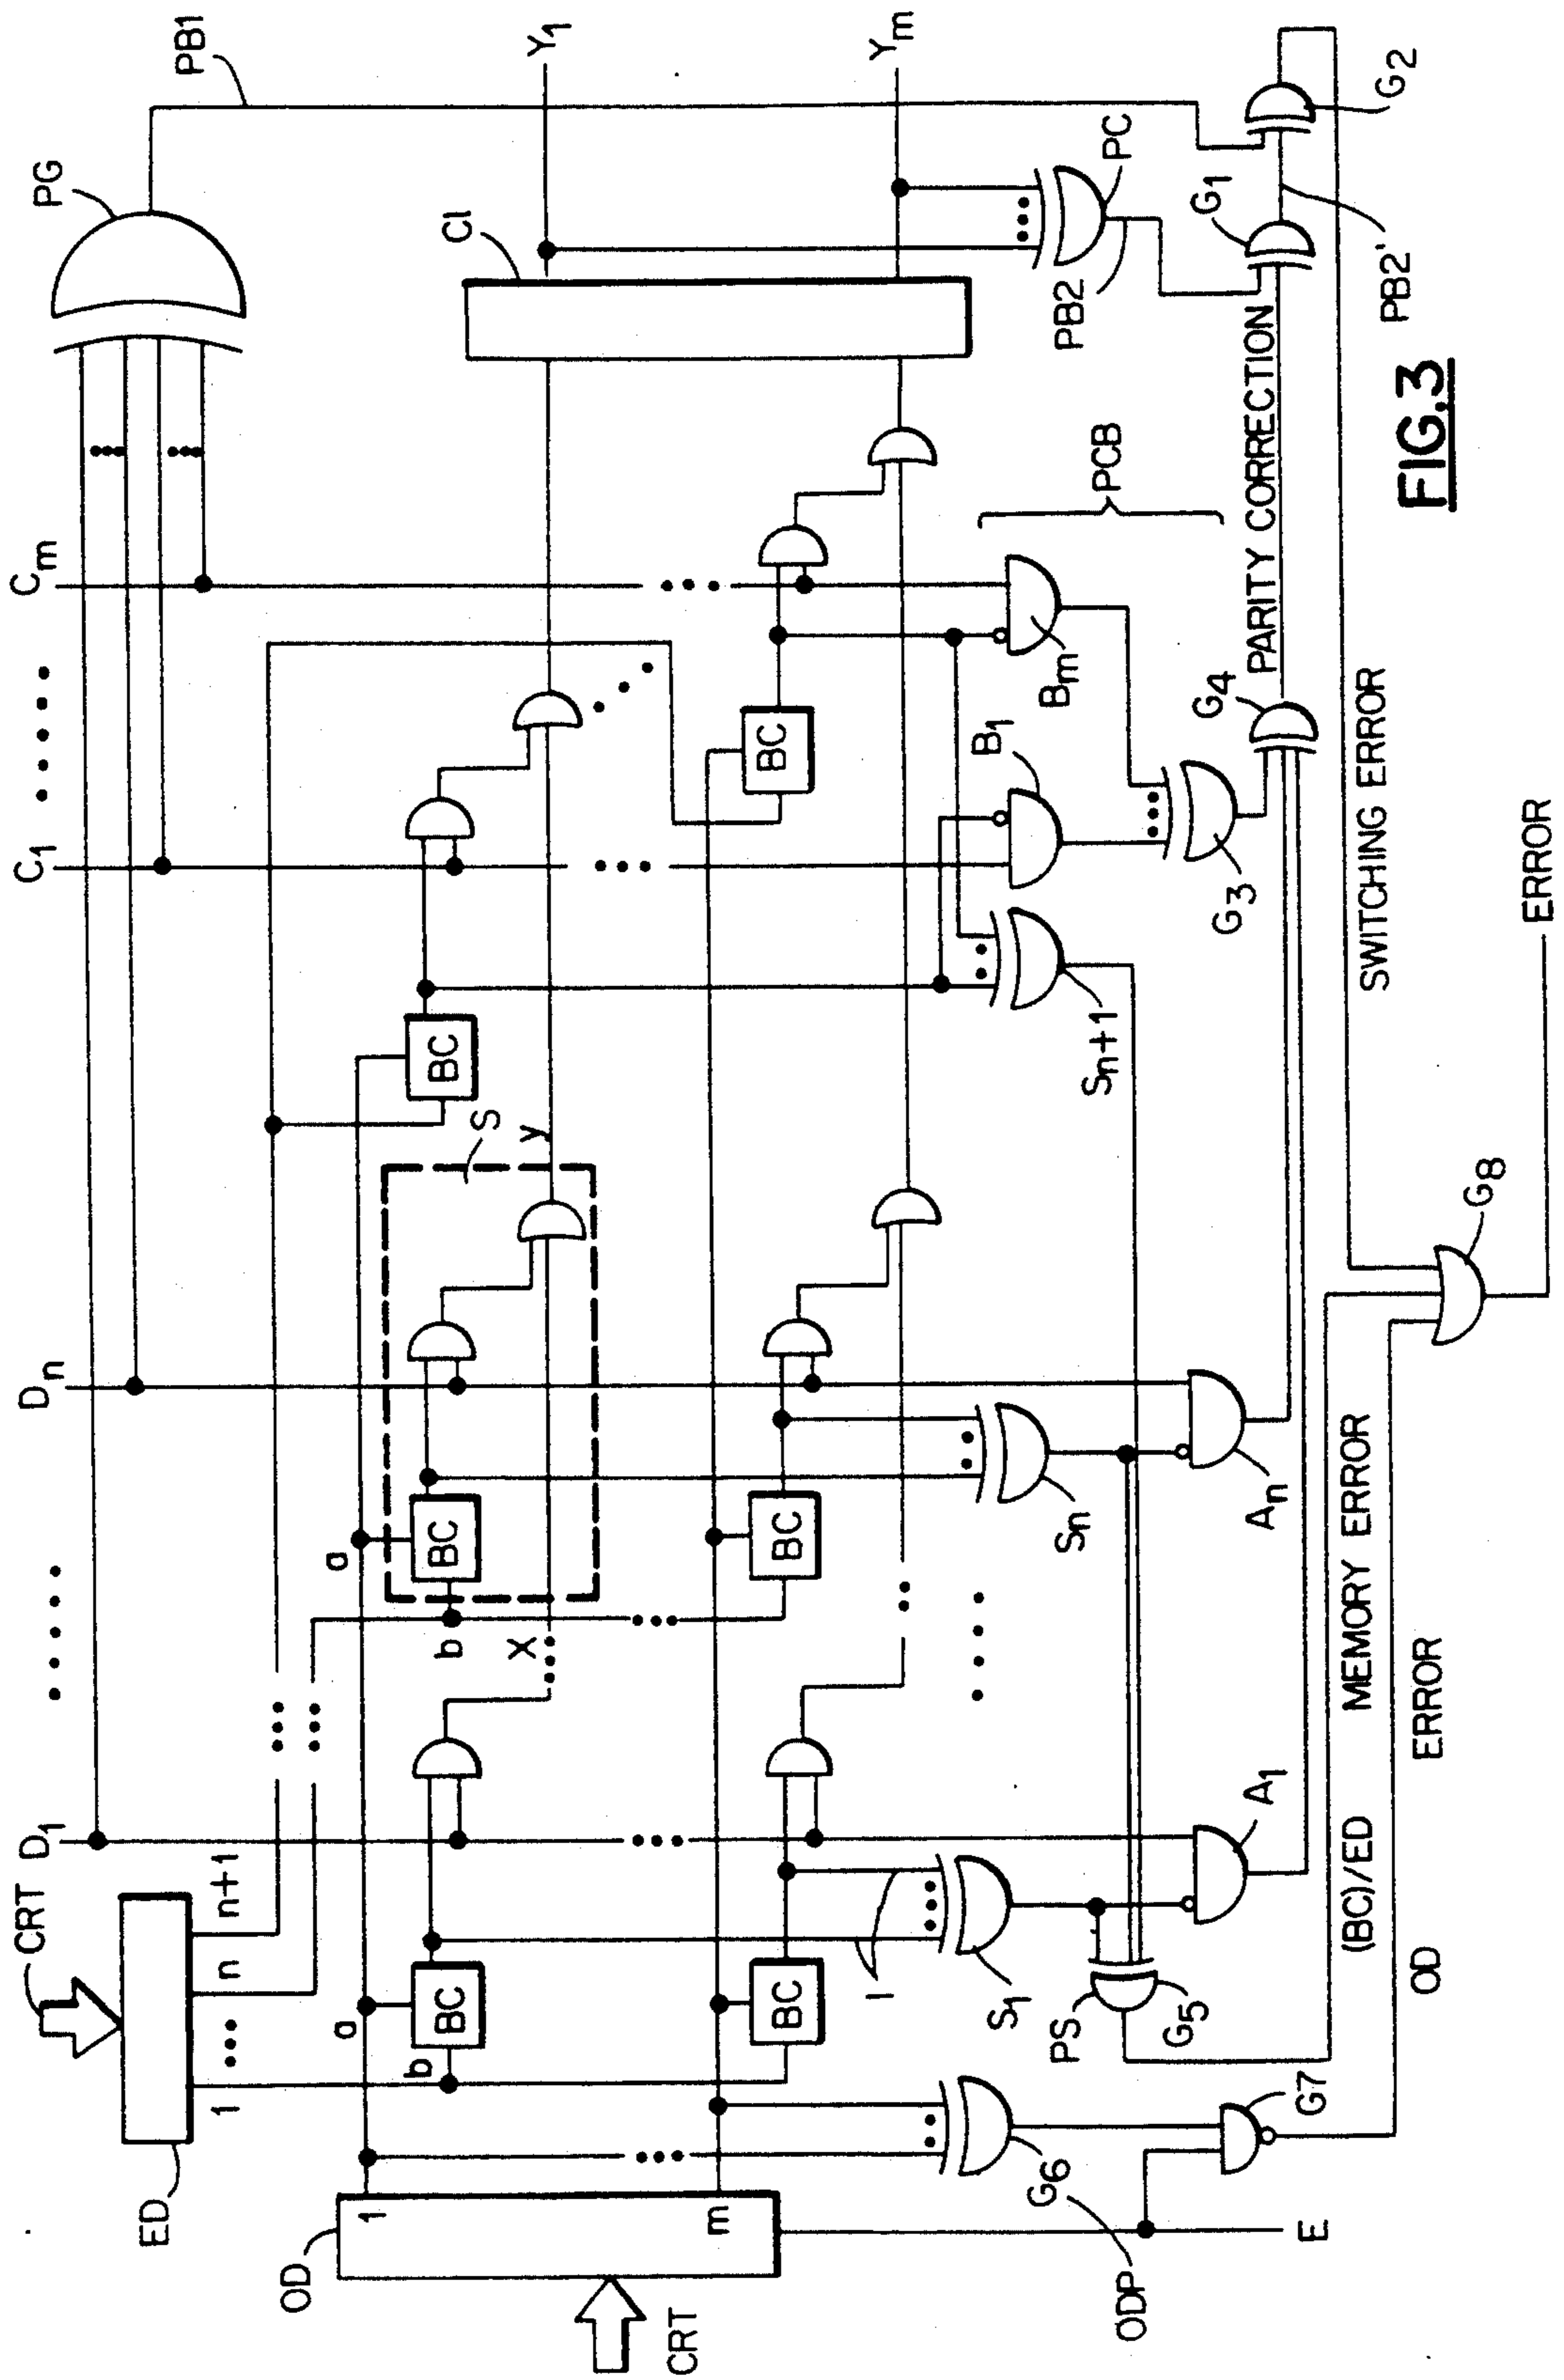 CRT
ED
1
n
n+1
D1
Dn
C1
Cm
PG
PB1
OD
1
m
CRT
a
b
BC
a
b
BC
X
y
S
BC
Cl
Y1
Ym
BC
BC
BC
I
S1
Sn
Sn+1
B1
Bm
PCB
PB2
PC
G6
ODP
E
G7
PS
G5
A1
An
G3
G4
PARITY CORRECTION
G1
PB2'
G2
(BC)/ED MEMORY ERROR
SWITCHING ERROR
OD ERROR
G8
ERROR
FIG.3